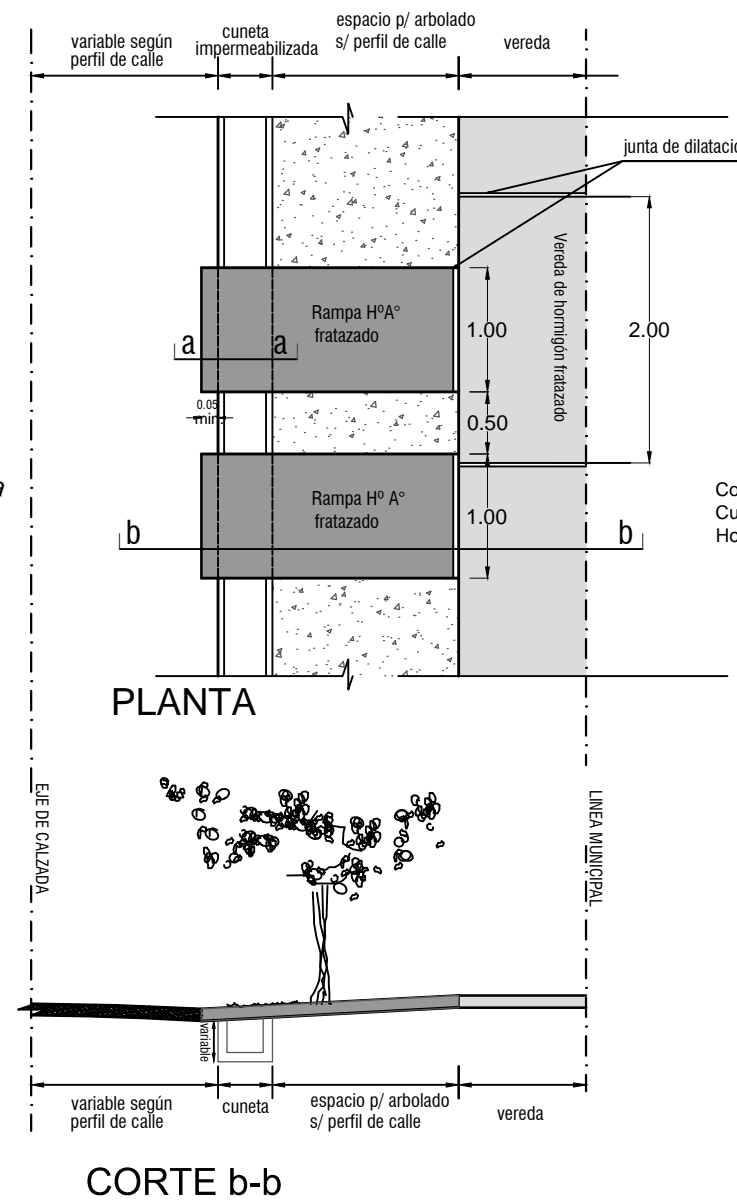 variable según
perfil de calle
cuneta
impermeabilizada
espacio p/ arbolado
s/ perfil de calle
vereda
junta de dilatacio
Rampa HºA°
fratazado
Vereda de hormigón fratazado
1.00
2.00
a
a
0.05
min.
0.50
Rampa Hº A°
fratazado
1.00
b
b
a
Co
Cu
Ho
PLANTA
EJE DE CALZADA
LINEA MUNICIPAL
variable
variable según
perfil de calle
cuneta
espacio p/ arbolado
s/ perfil de calle
vereda
CORTE b-b